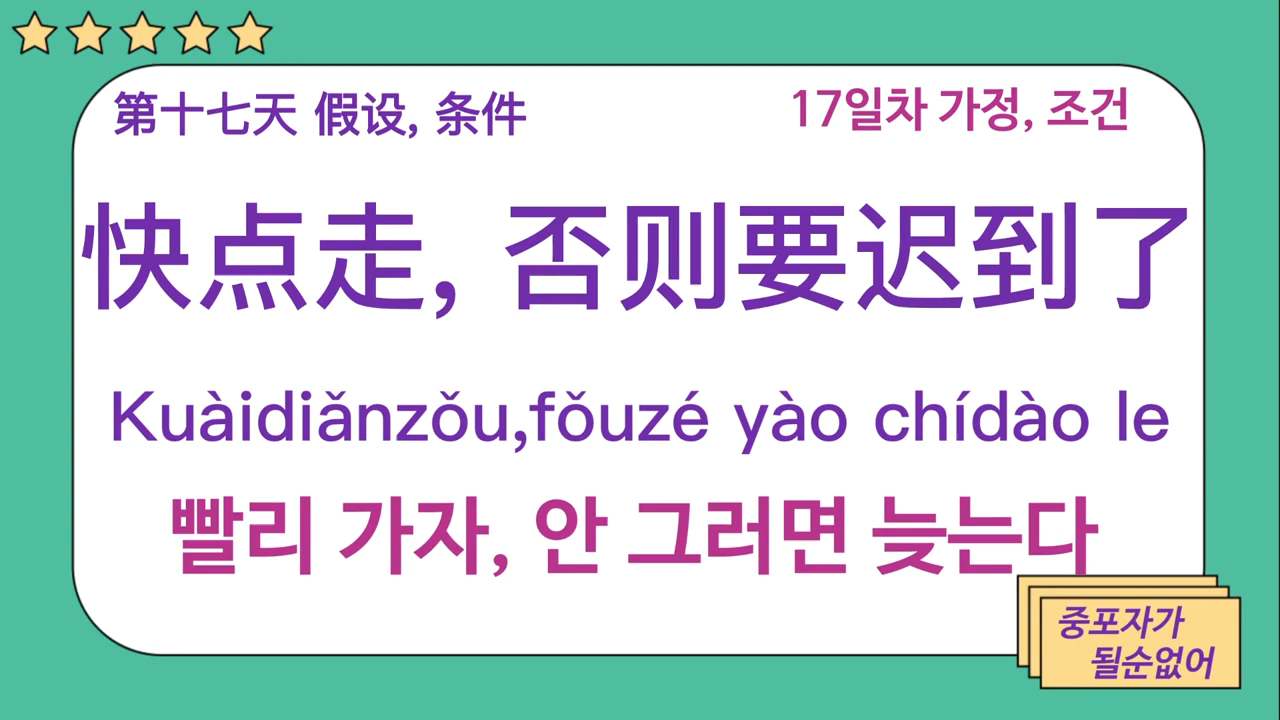 第十七天 假设, 条件
17일차 가정, 조건
快点走, 否则要迟到了
Kuàidiǎnzǒu,fǒuzé yào chídào le
빨리 가자, 안 그러면 늦는다
중포자가
될순없어